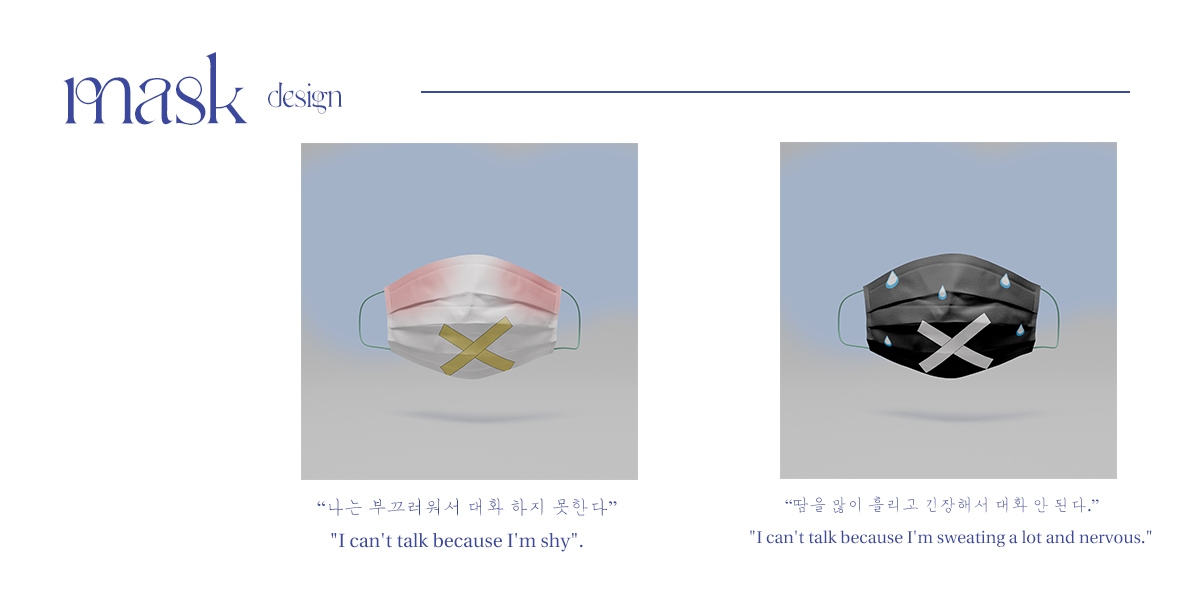 mask design
“나는 부끄러워서 대화 하지 못한다”
"I can't talk because I'm shy".
“땀을 많이 흘리고 긴장해서 대화 안 된다.”
"I can't talk because I'm sweating a lot and nervous."